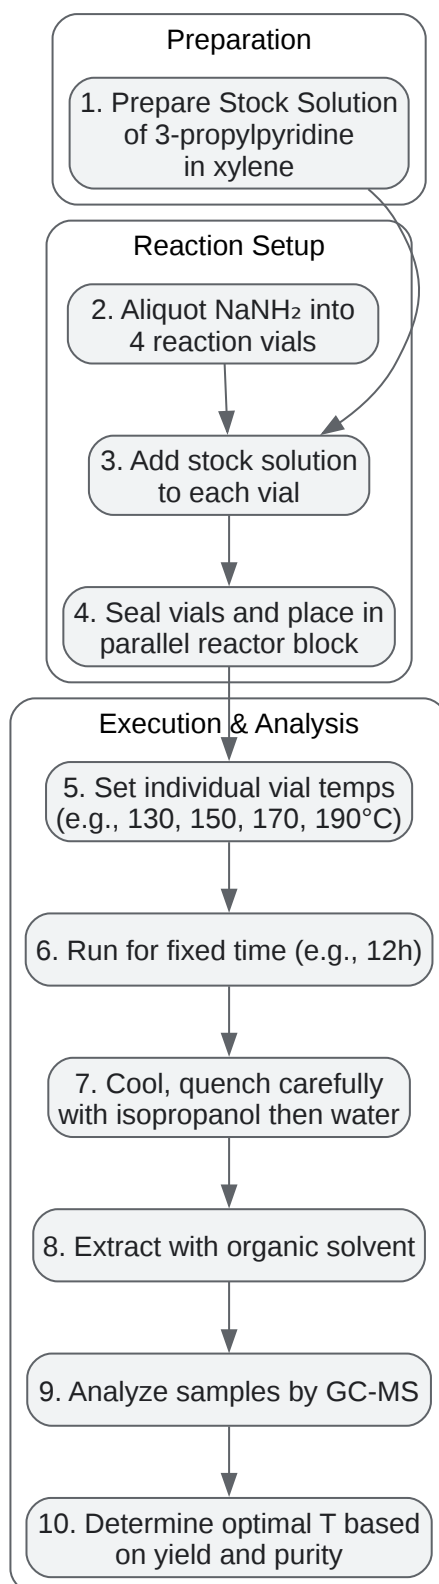 Preparation
1. Prepare Stock Solution
of 3-propylpyridine
in xylene
Reaction Setup
2. Aliquot NaNH₂ into
4 reaction vials
3. Add stock solution
to each vial
4. Seal vials and place in
parallel reactor block
Execution & Analysis
5. Set individual vial temps
(e.g., 130, 150, 170, 190°C)
6. Run for fixed time (e.g., 12h)
7. Cool, quench carefully
with isopropanol then water
8. Extract with organic solvent
9. Analyze samples by GC-MS
10. Determine optimal T based
on yield and purity